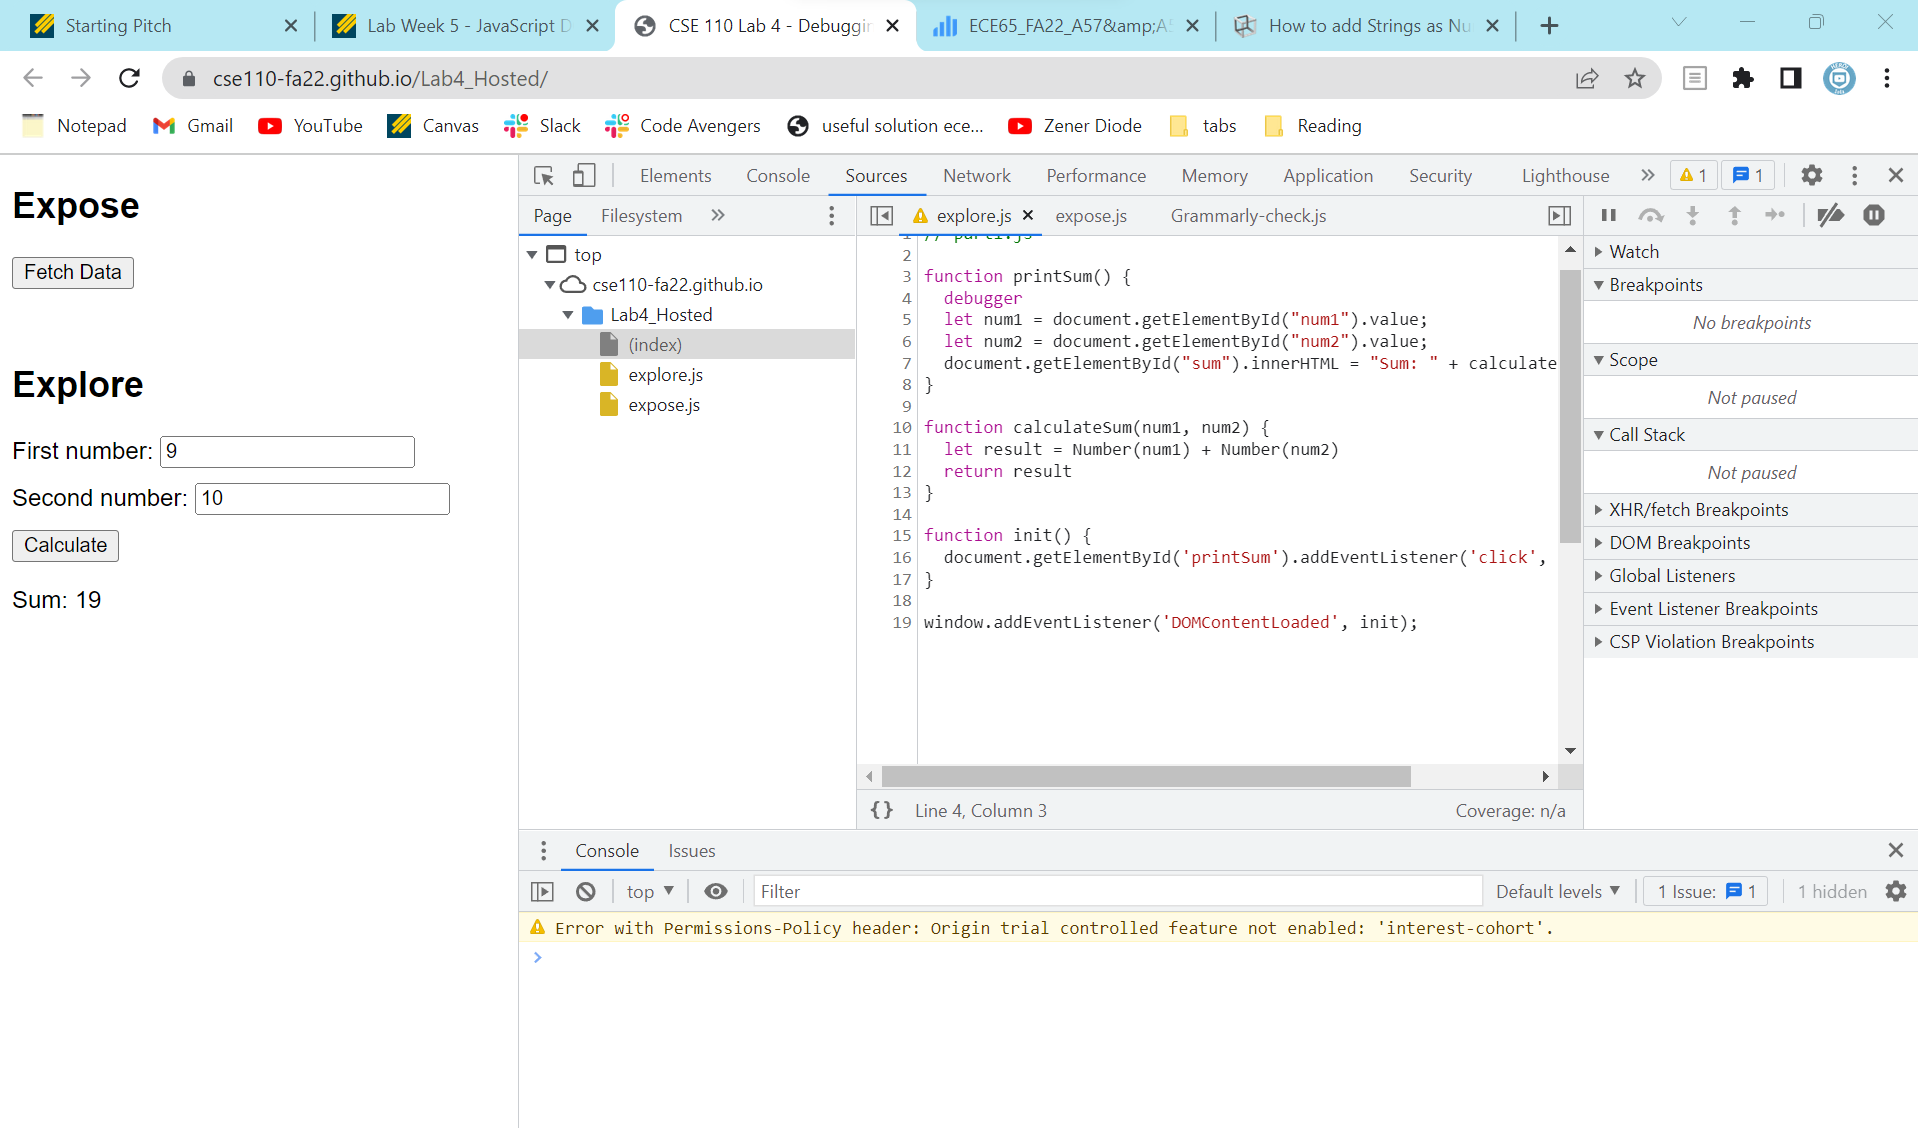 Starting Pitch
Lab Week 5 - JavaScript D
CSE 110 Lab 4 - Debuggin
ECE65_FA22_A57&amp;A5
How to add Strings as Nu
cse110-fa22.github.io/Lab4_Hosted/
Notepad
Gmail
YouTube
Canvas
Slack
Code Avengers
useful solution ece...
Zener Diode
tabs
Reading
Expose
Fetch Data
Explore
First number: 9
Second number: 10
Calculate
Sum: 19
Elements Console Sources Network Performance Memory Application Security Lighthouse » 1 1
Page Filesystem »
explore.js expose.js Grammarly-check.js
top
cse110-fa22.github.io
Lab4_Hosted
(index)
explore.js
expose.js
1 // part1.js
2
3 function printSum() {
4 debugger
5 let num1 = document.getElementById("num1").value;
6 let num2 = document.getElementById("num2").value;
7 document.getElementById("sum").innerHTML = "Sum: " + calculate
8 }
9
10 function calculateSum(num1, num2) {
11 let result = Number(num1) + Number(num2)
12 return result
13 }
14
15 function init() {
16 document.getElementById('printSum').addEventListener('click',
17 }
18
19 window.addEventListener('DOMContentLoaded', init);
{} Line 4, Column 3
Coverage: n/a
Watch
Breakpoints
No breakpoints
Scope
Not paused
Call Stack
Not paused
XHR/fetch Breakpoints
DOM Breakpoints
Global Listeners
Event Listener Breakpoints
CSP Violation Breakpoints
Console Issues
top Filter Default levels 1 Issue: 1 1 hidden
Error with Permissions-Policy header: Origin trial controlled feature not enabled: 'interest-cohort'.